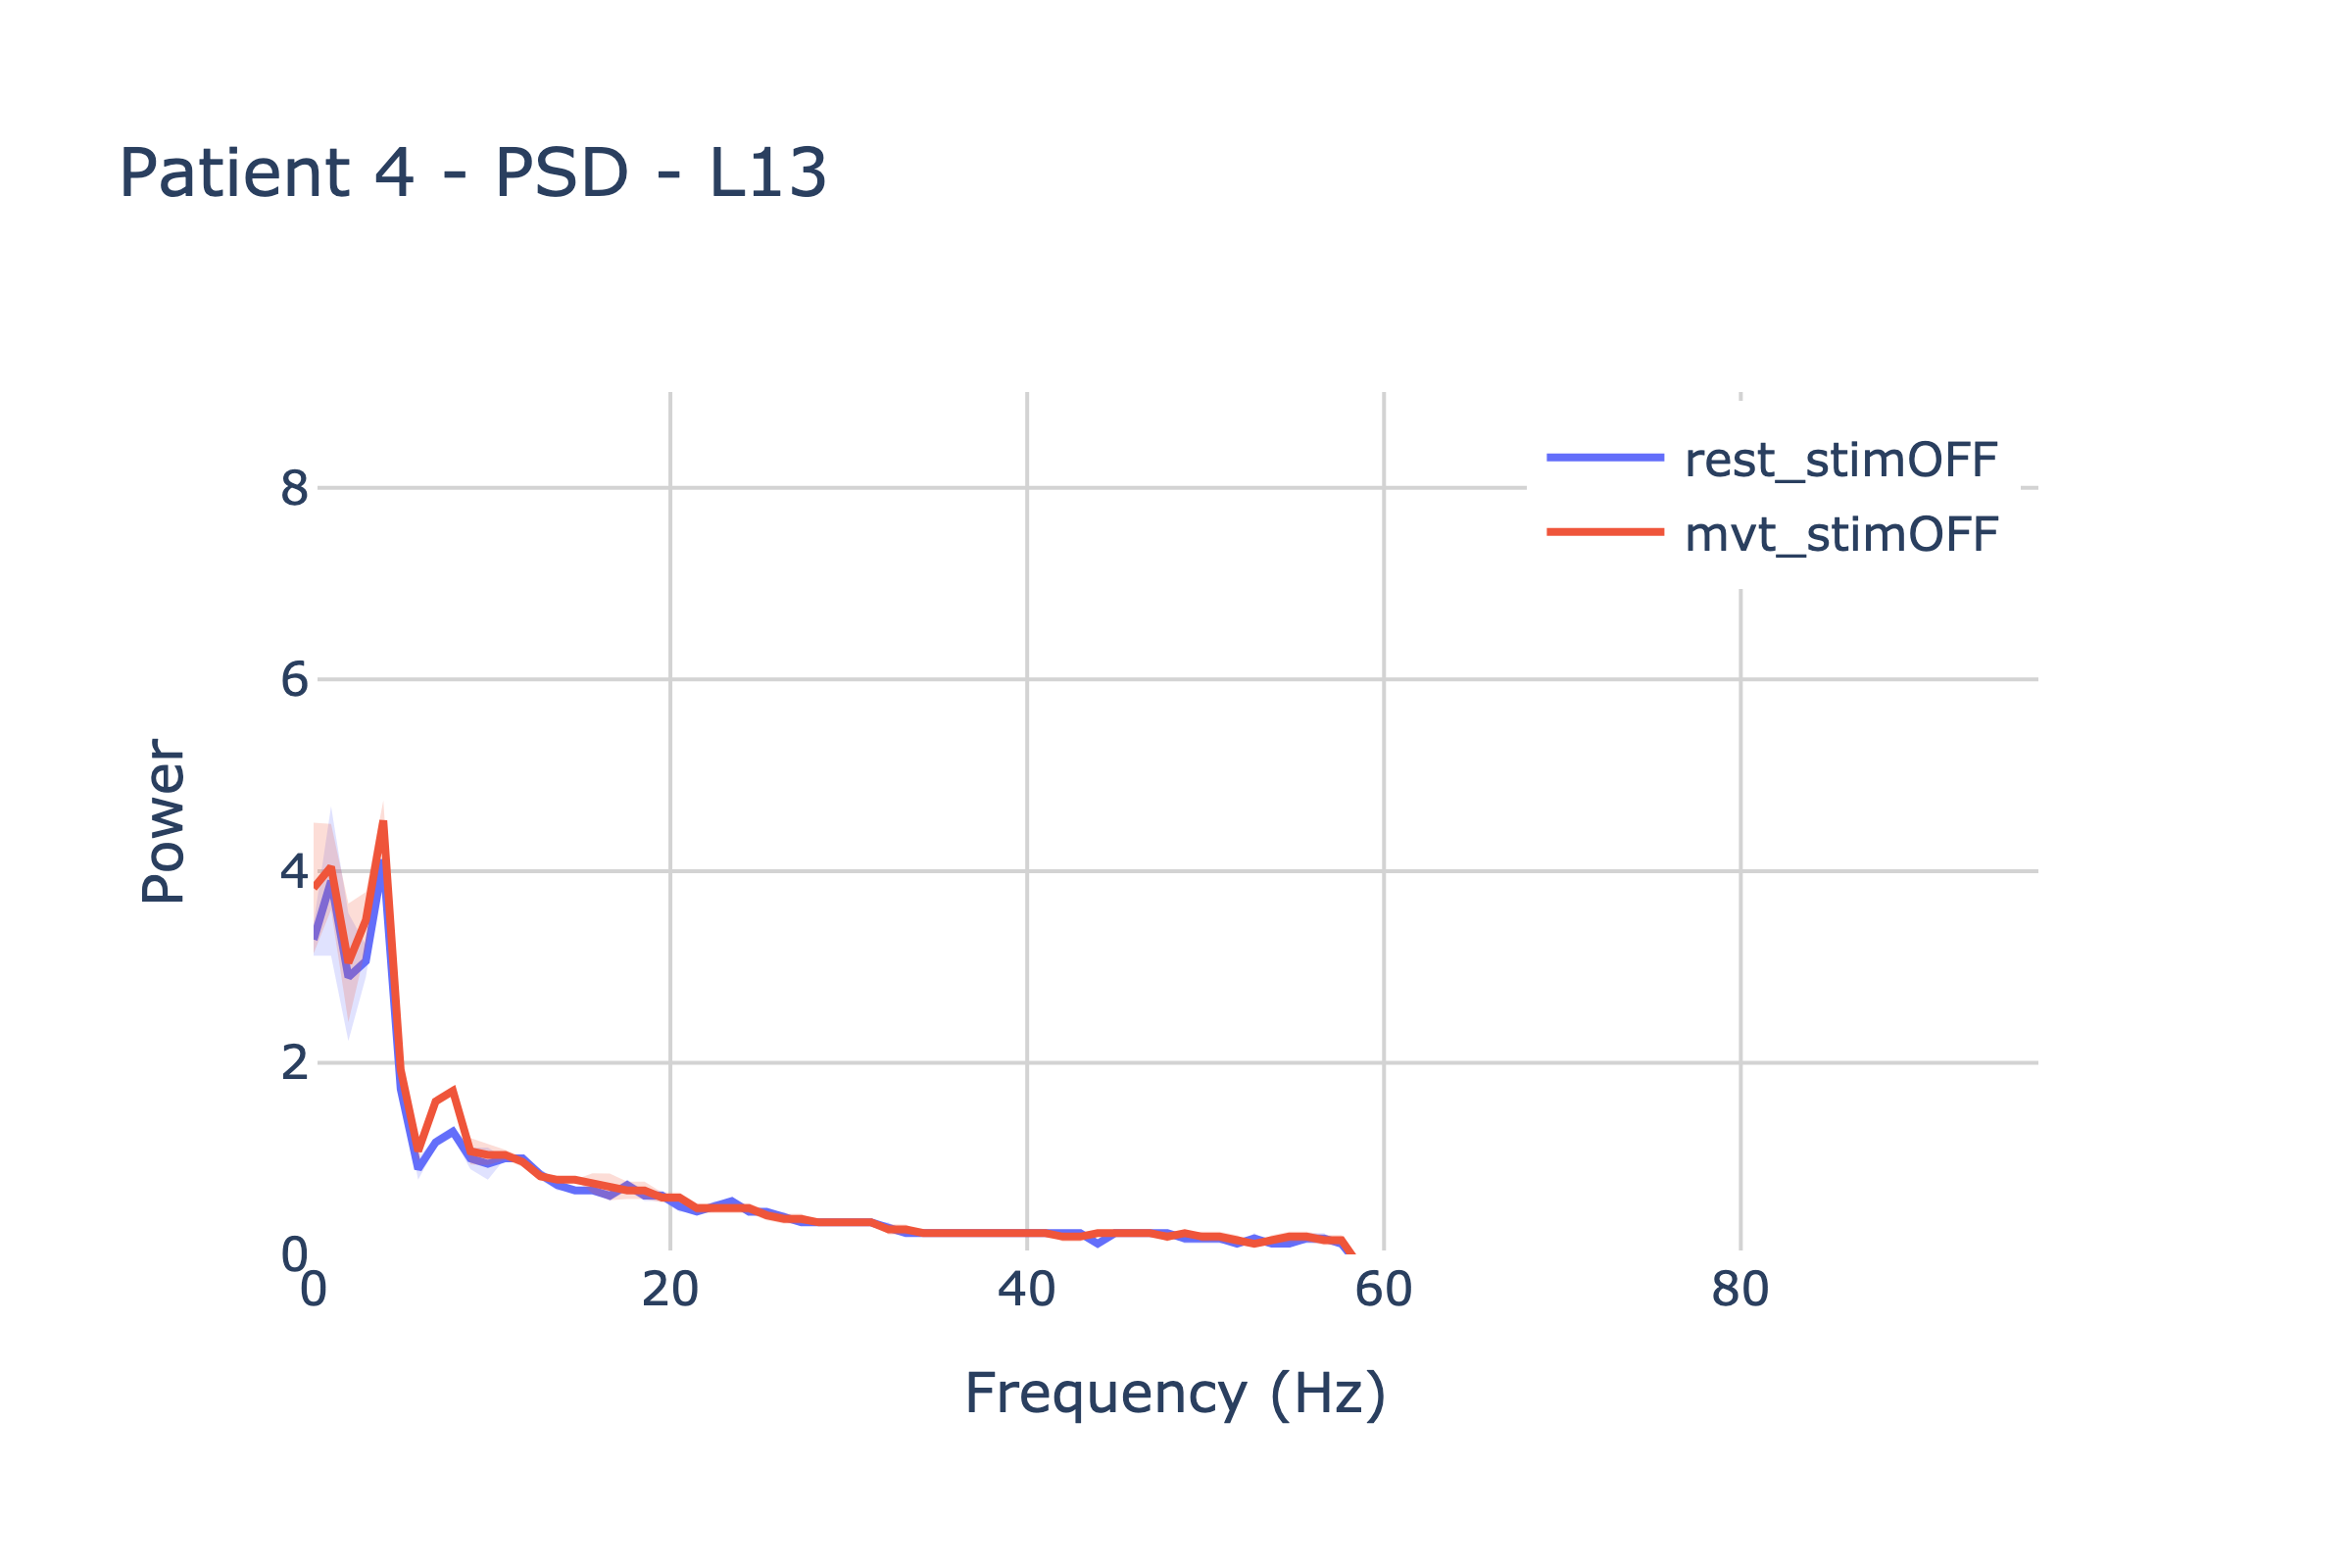 Patient 4 - PSD - L13
rest_stimOFF
mvt_stimOFF
8
6
4
2
0
Power
0 20 40 60 80
Frequency (Hz)